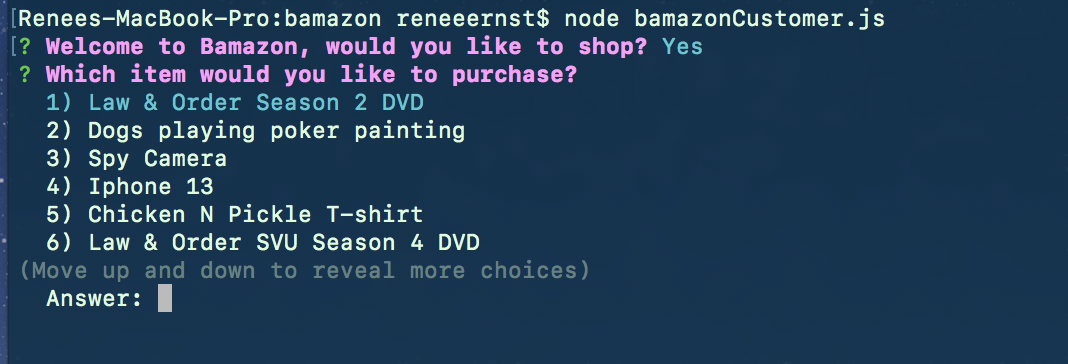 [Renees-MacBook-Pro:bamazon reneeernst$ node bamazonCustomer.js
[? Welcome to Bamazon, would you like to shop? Yes
? Which item would you like to purchase?
1) Law & Order Season 2 DVD
2) Dogs playing poker painting
3) Spy Camera
4) Iphone 13
5) Chicken N Pickle T-shirt
6) Law & Order SVU Season 4 DVD
(Move up and down to reveal more choices)
Answer: